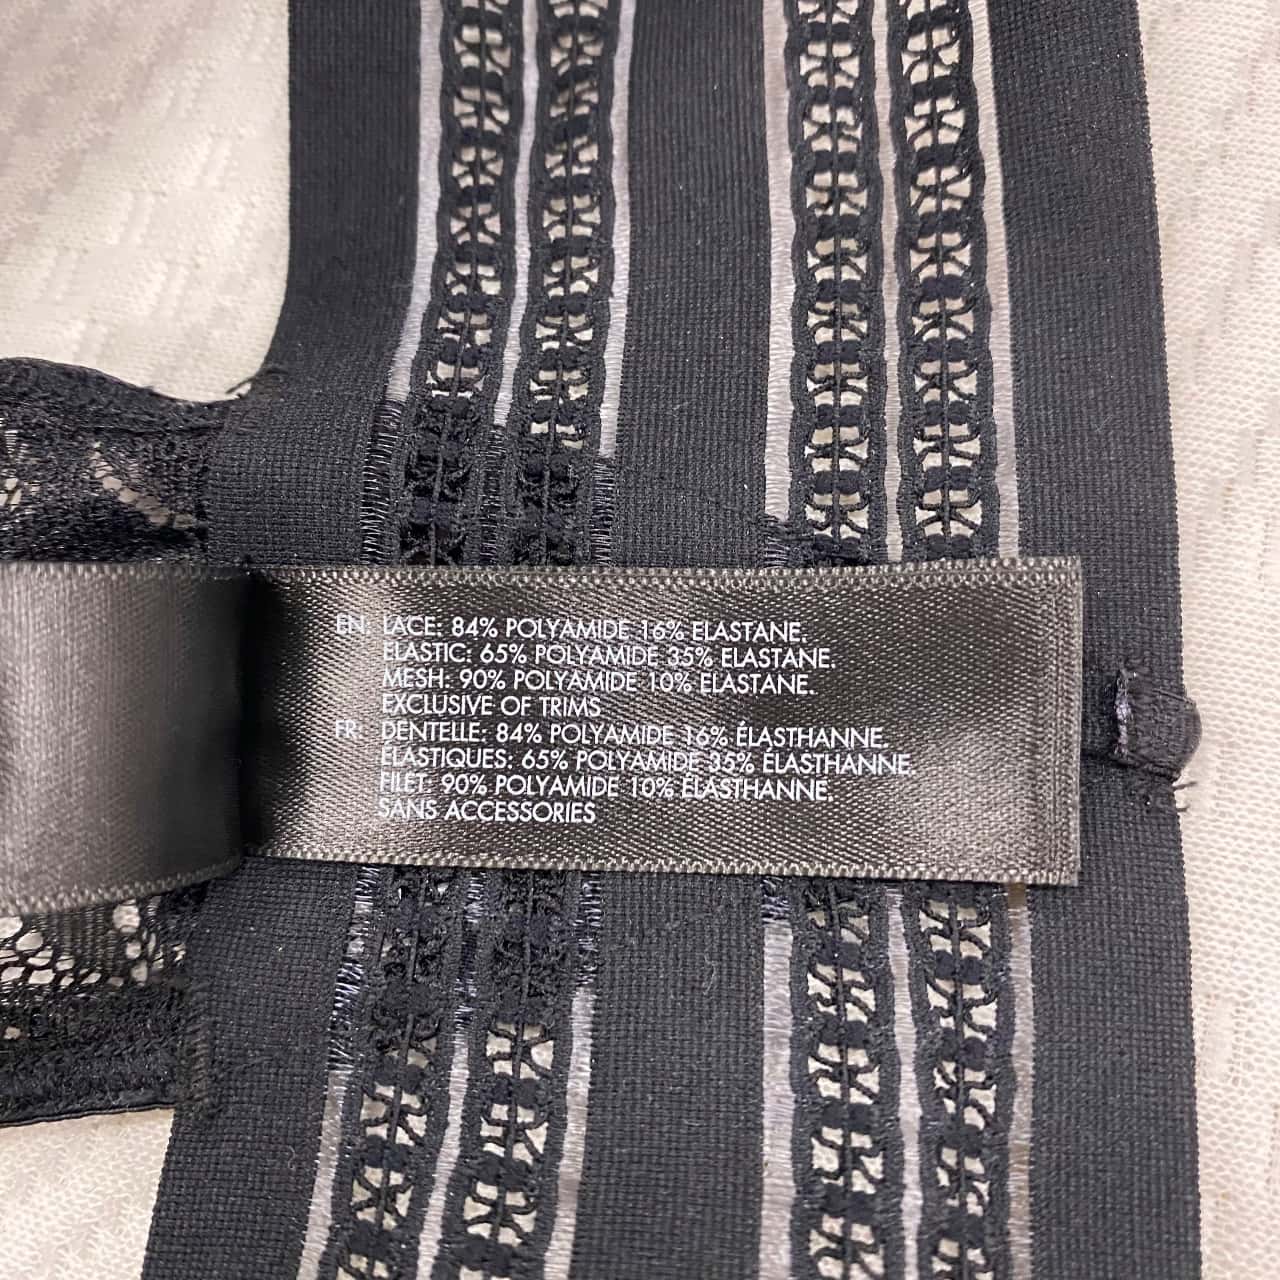 EN: LACE: 84% POLYAMIDE 16% ELASTANE.
ELASTIC: 65% POLYAMIDE 35% ELASTANE.
MESH: 90% POLYAMIDE 10% ELASTANE.
EXCLUSIVE OF TRIMS
FR: DENTELLE: 84% POLYAMIDE 16% ÉLASTHANNE.
ÉLASTIQUES: 65% POLYAMIDE 35% ÉLASTHANNE.
FILET: 90% POLYAMIDE 10% ÉLASTHANNE.
SANS ACCESSORIES